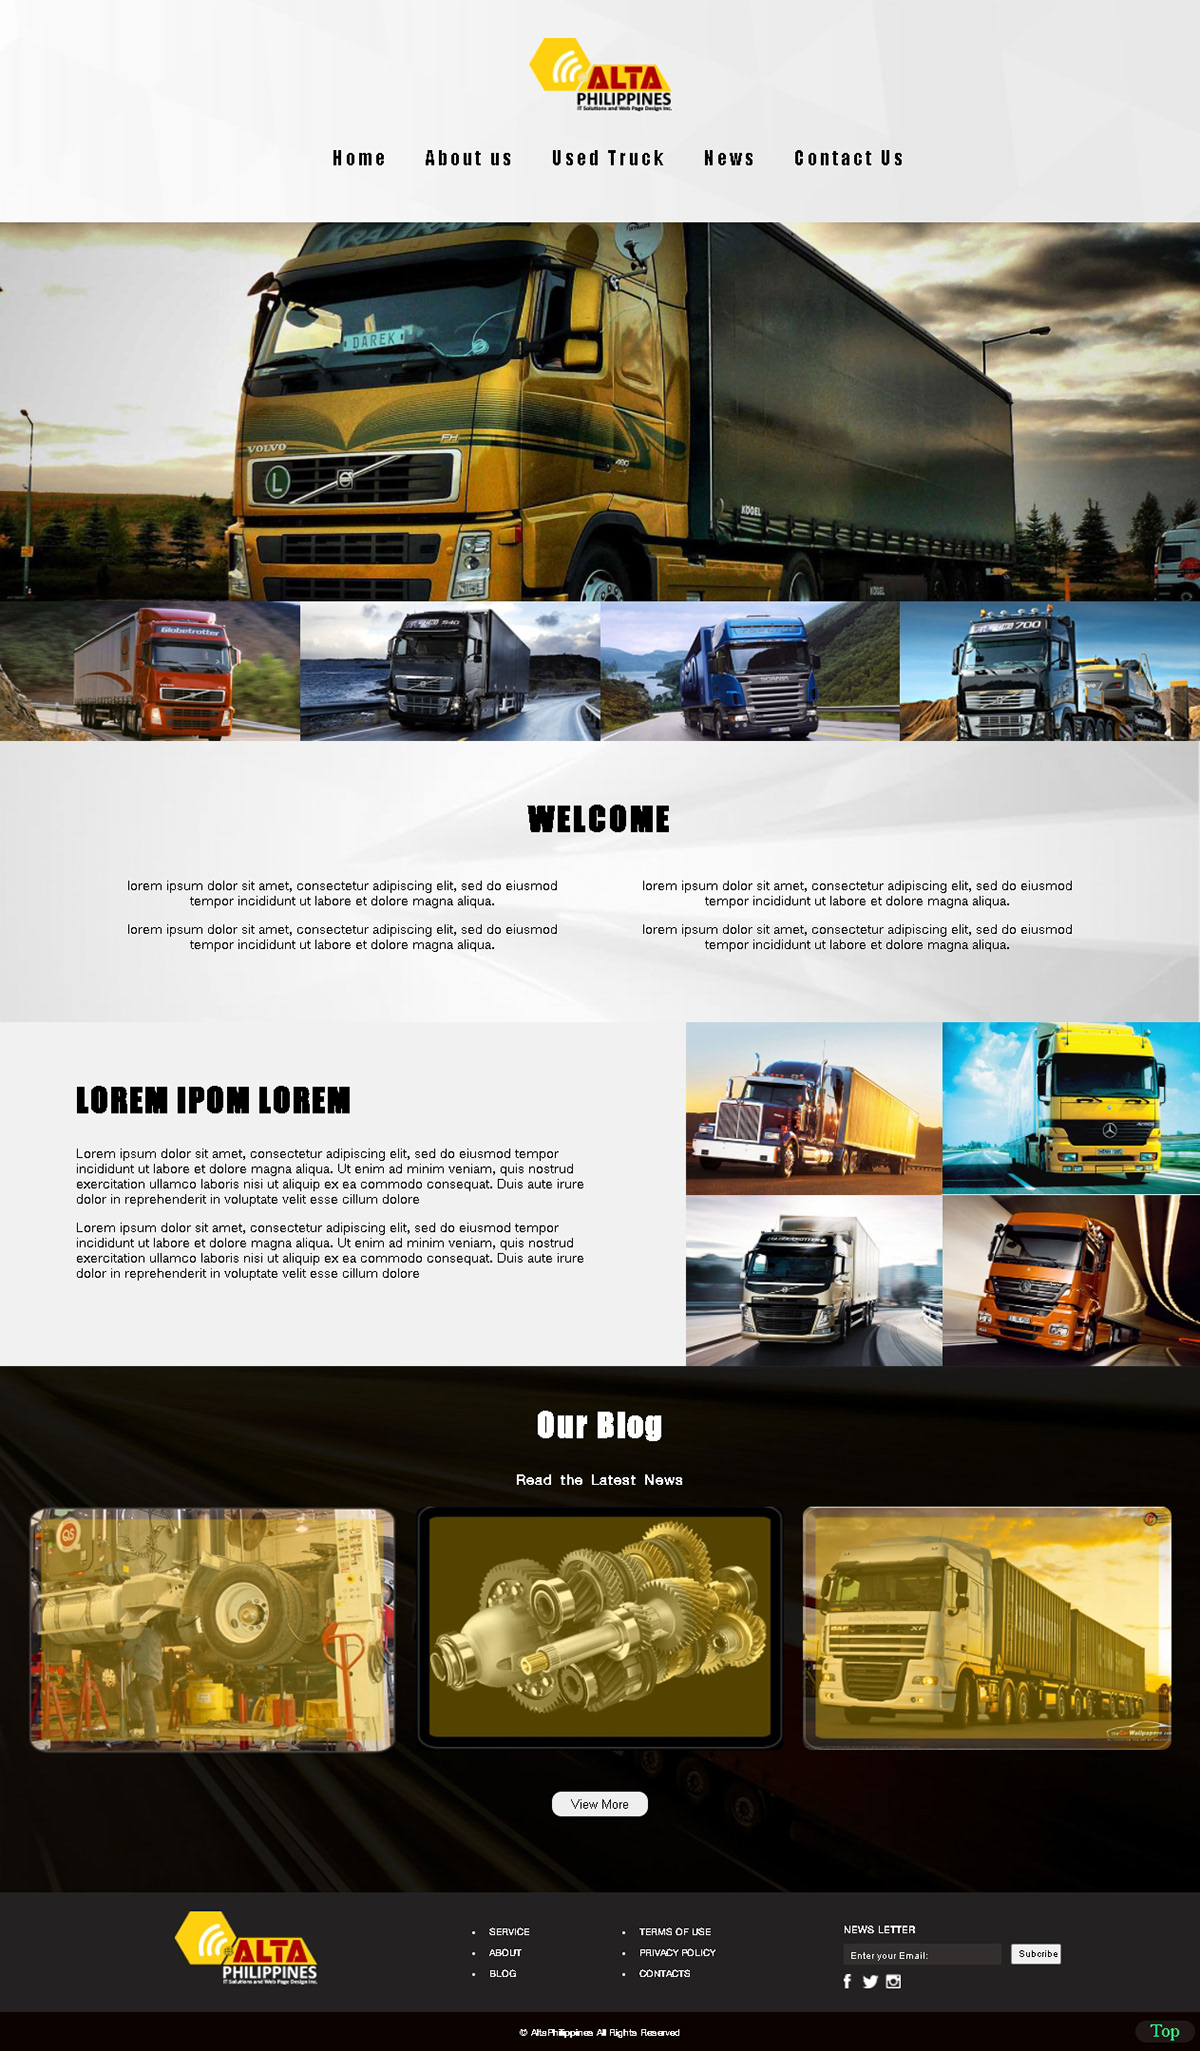 ALTA
PHILIPPINES
IT Solutions and Web Page Design Inc.
Home About us Used Truck News Contact Us
DAREK
VOLVO
FH
L
KÖGEL
KÖGEL
Globetrotter
540
SCANIA
700
WELCOME
lorem ipsum dolor sit amet, consectetur adipiscing elit, sed do eiusmod
tempor incididunt ut labore et dolore magna aliqua.
lorem ipsum dolor sit amet, consectetur adipiscing elit, sed do eiusmod
tempor incididunt ut labore et dolore magna aliqua.
lorem ipsum dolor sit amet, consectetur adipiscing elit, sed do eiusmod
tempor incididunt ut labore et dolore magna aliqua.
lorem ipsum dolor sit amet, consectetur adipiscing elit, sed do eiusmod
tempor incididunt ut labore et dolore magna aliqua.
LOREM IPOM LOREM
Lorem ipsum dolor sit amet, consectetur adipiscing elit, sed do eiusmod tempor
incididunt ut labore et dolore magna aliqua. Ut enim ad minim veniam, quis nostrud
exercitation ullamco laboris nisi ut aliquip ex ea commodo consequat. Duis aute irure
dolor in reprehenderit in voluptate velit esse cillum dolore
Lorem ipsum dolor sit amet, consectetur adipiscing elit, sed do eiusmod tempor
incididunt ut labore et dolore magna aliqua. Ut enim ad minim veniam, quis nostrud
exercitation ullamco laboris nisi ut aliquip ex ea commodo consequat. Duis aute irure
dolor in reprehenderit in voluptate velit esse cillum dolore
Our Blog
Read the Latest News
DAF XF
View More
ALTA
PHILIPPINES
IT Solutions and Web Page Design Inc.
SERVICE
ABOUT
BLOG
TERMS OF USE
PRIVACY POLICY
CONTACTS
NEWS LETTER
Enter your Email:
Subcribe
© AltaPhilippines All Rights Reserved
Top